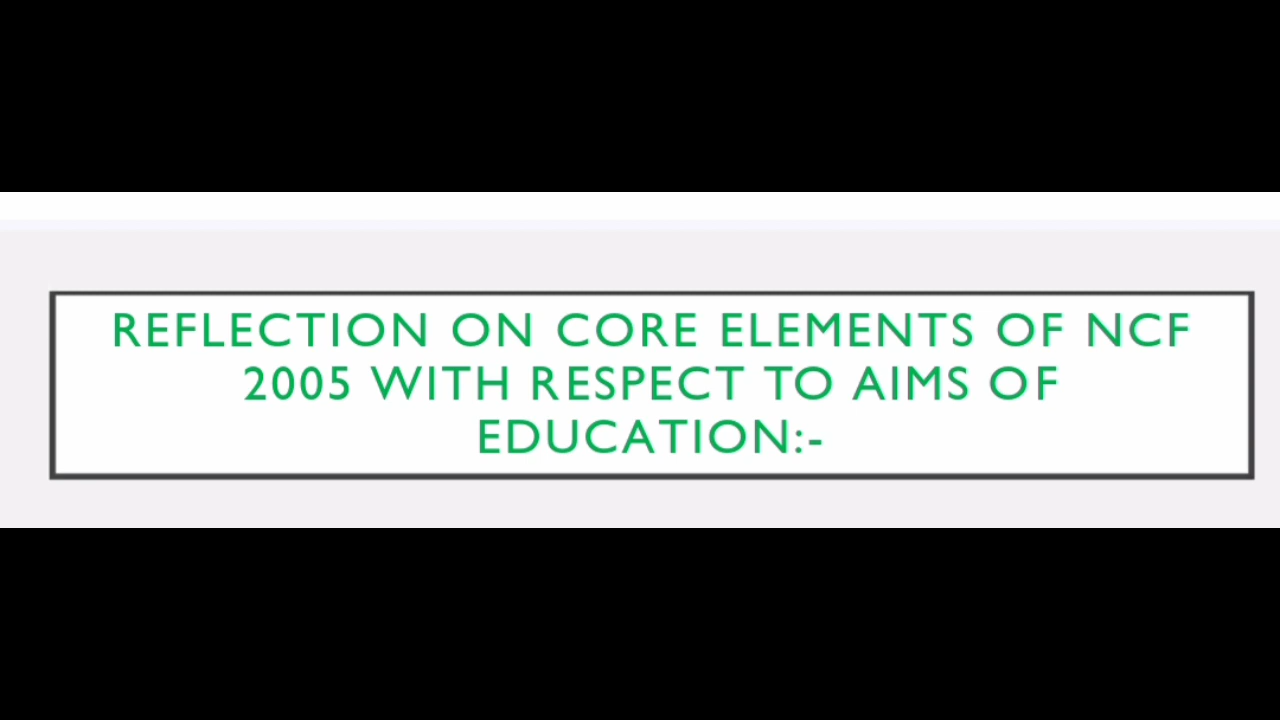 REFLECTION ON CORE ELEMENTS OF NCF
2005 WITH RESPECT TO AIMS OF
EDUCATION:-